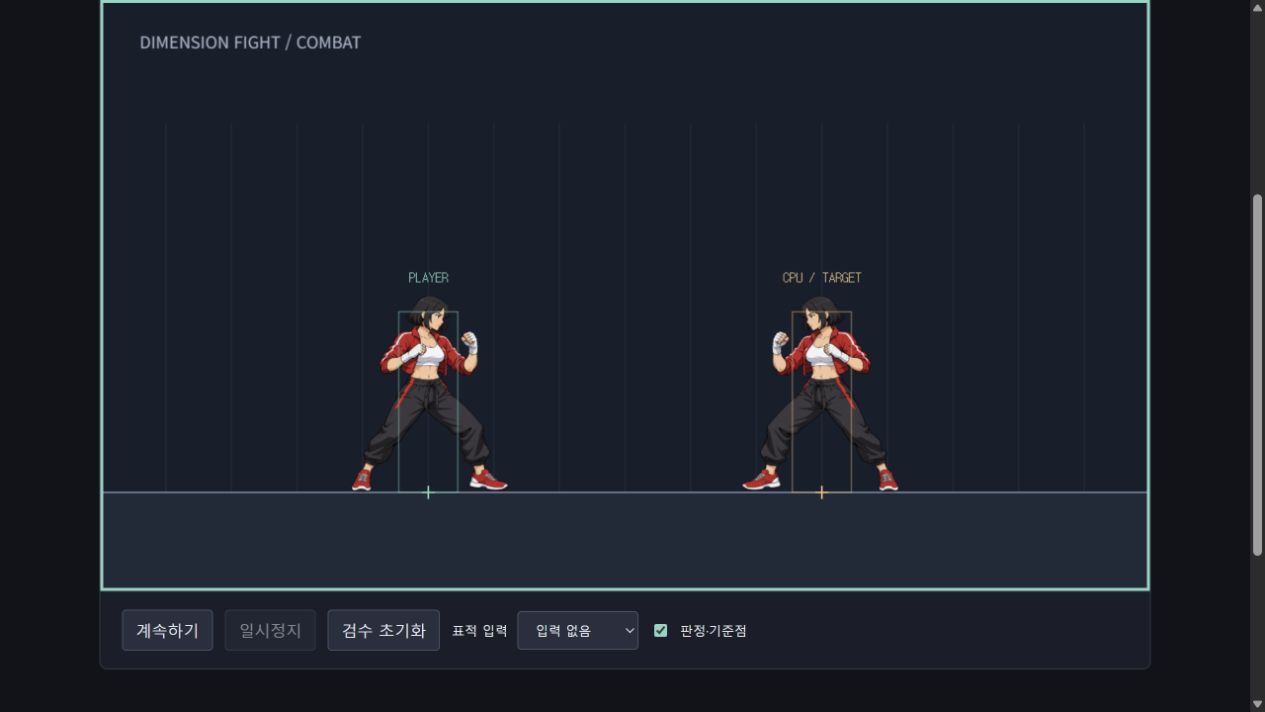 DIMENSION FIGHT / COMBAT
PLAYER
CPU / TARGET
계속하기
일시정지
검수 초기화
표적 입력
입력 없음
판정·기준점